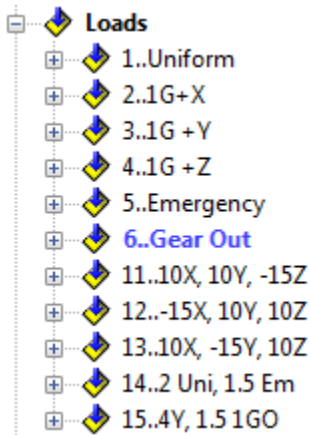 Loads
1..Uniform
2..1G+X
3..1G +Y
4..1G +Z
5..Emergency
6..Gear Out
11..10X, 10Y, -15Z
12..-15X, 10Y, 10Z
13..10X, -15Y, 10Z
14..2 Uni, 1.5 Em
15..4Y, 1.5 1GO